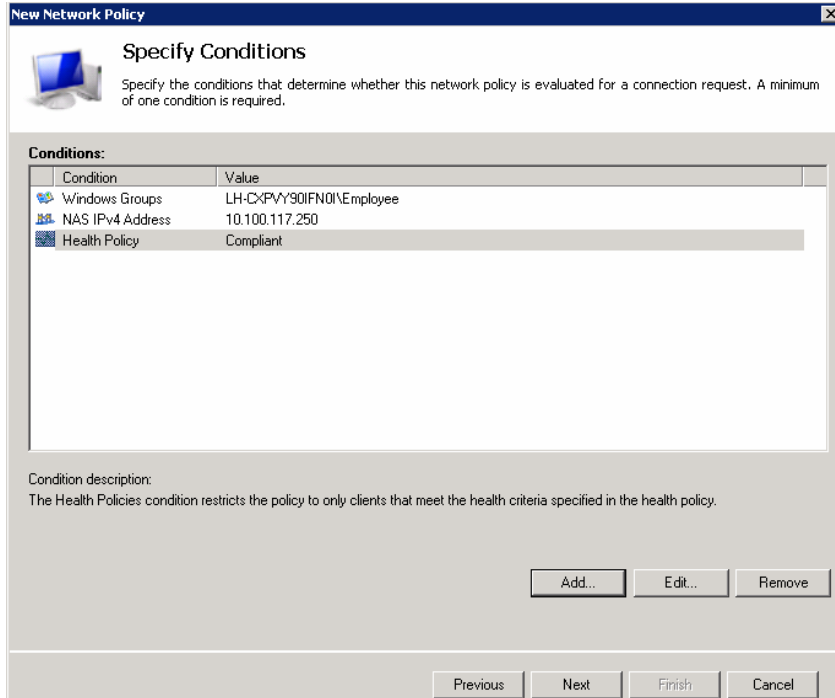 New Network Policy
Specify Conditions
Specify the conditions that determine whether this network policy is evaluated for a connection request. A minimum
of one condition is required.
Conditions:
Condition Value
Windows Groups LH-CXPVY90IFN0I\Employee
NAS IPv4 Address 10.100.117.250
Health Policy Compliant
Condition description:
The Health Policies condition restricts the policy to only clients that meet the health criteria specified in the health policy.
Add... Edit... Remove
Previous Next Finish Cancel